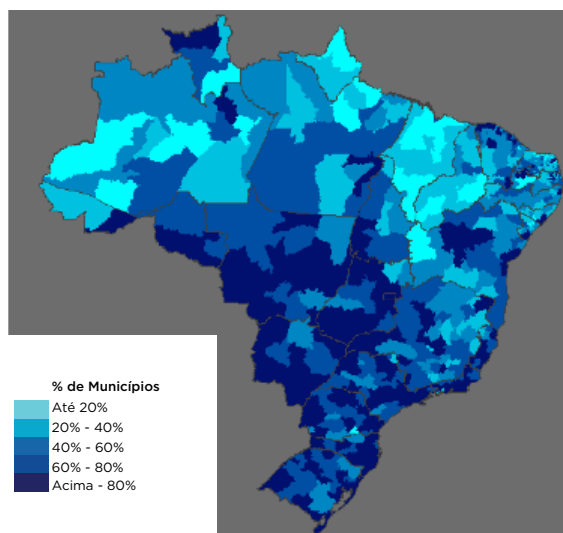 % de Municípios
Até 20%
20% - 40%
40% - 60%
60% - 80%
Acima - 80%